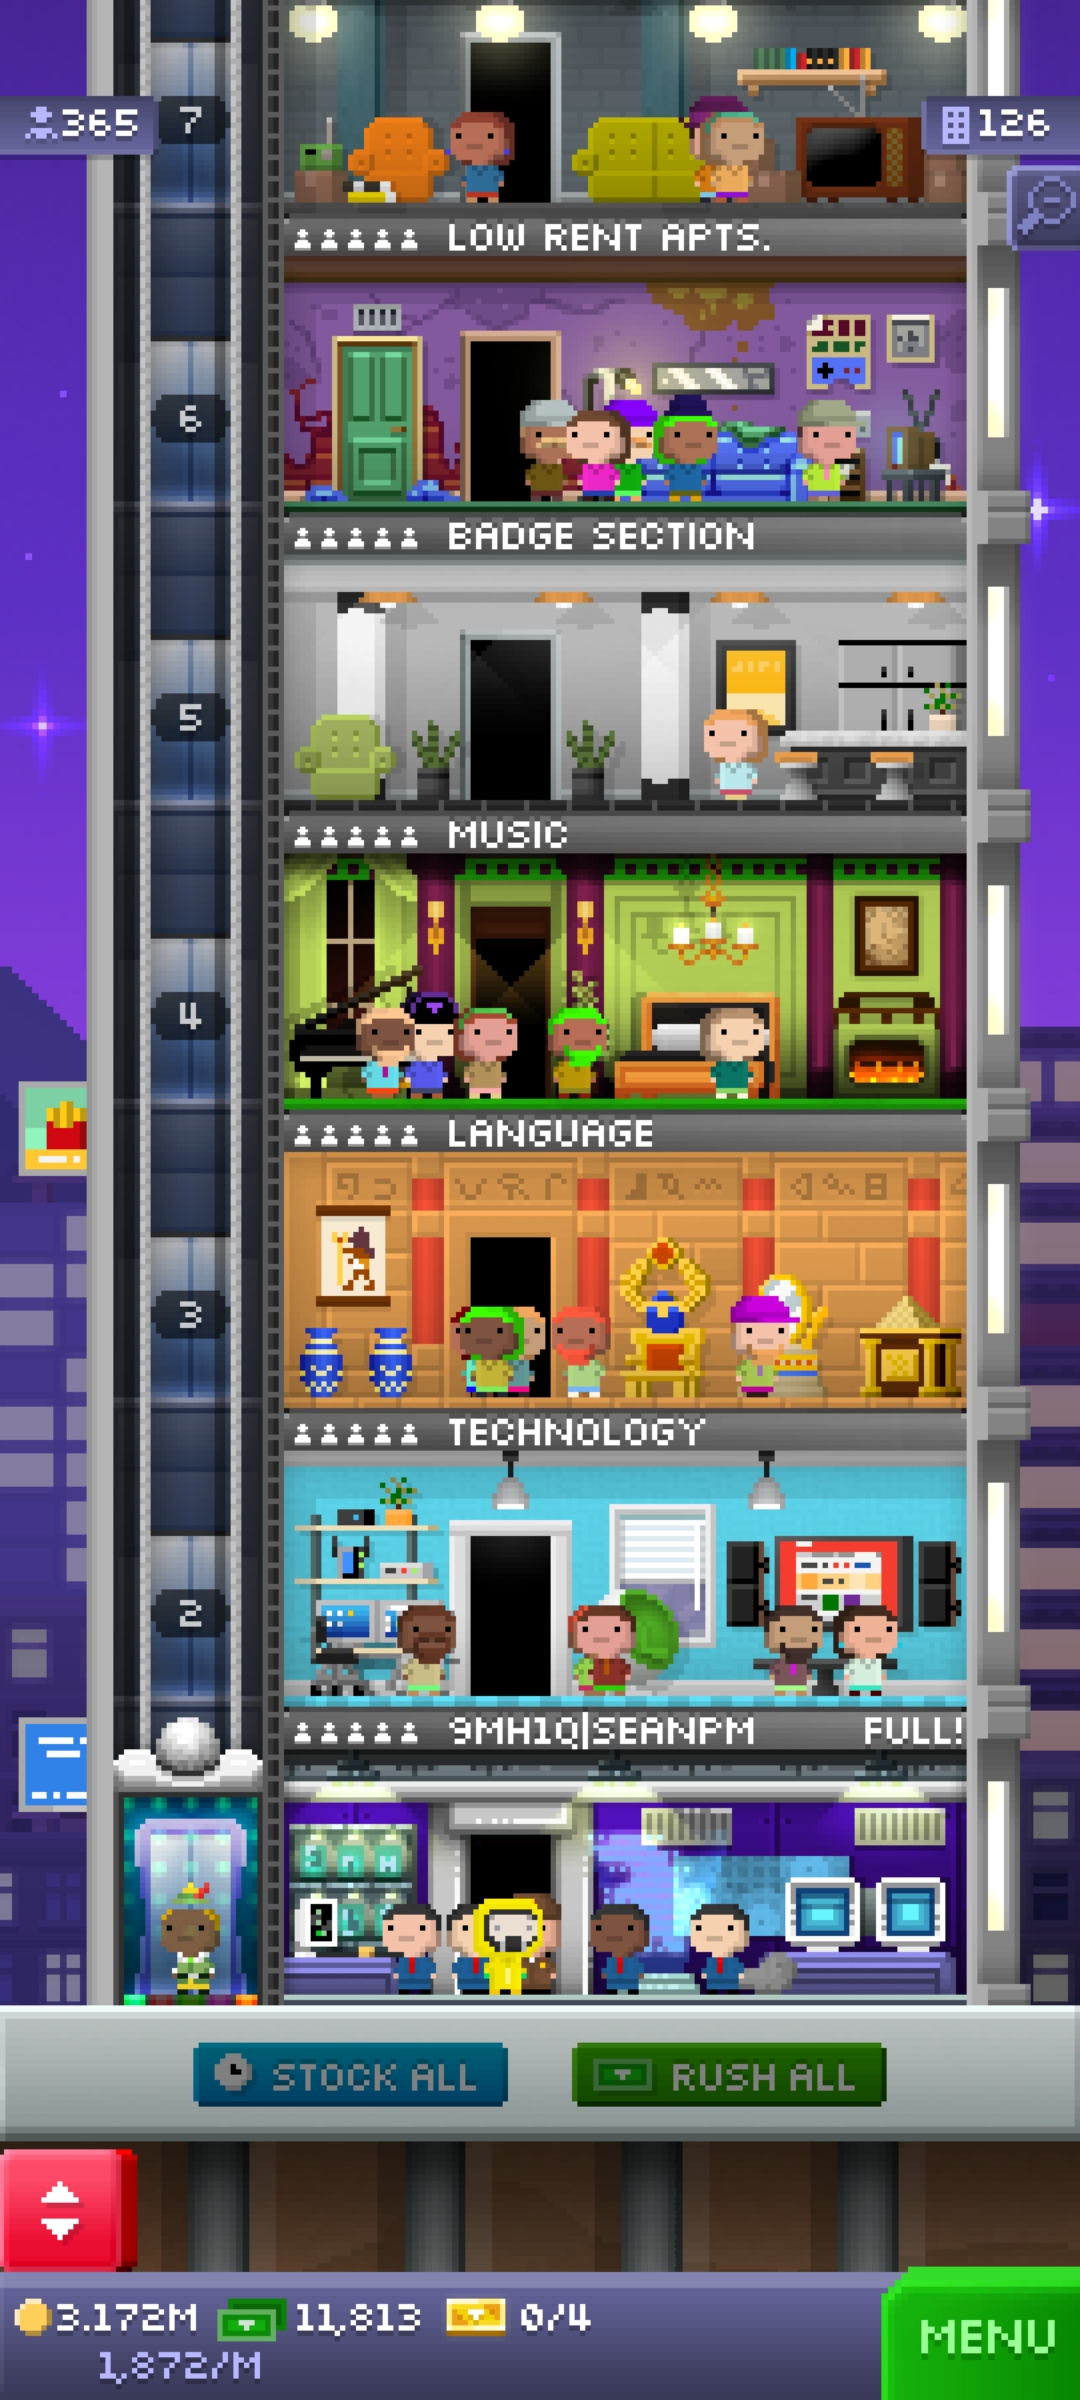 7
365
126
LOW RENT APTS.
6
BADGE SECTION
5
MUSIC
4
LANGUAGE
3
TECHNOLOGY
2
9MH1Q|SEANPM FULL!
STOCK ALL
RUSH ALL
3.172M 11,813 0/4
1,872/M
MENU